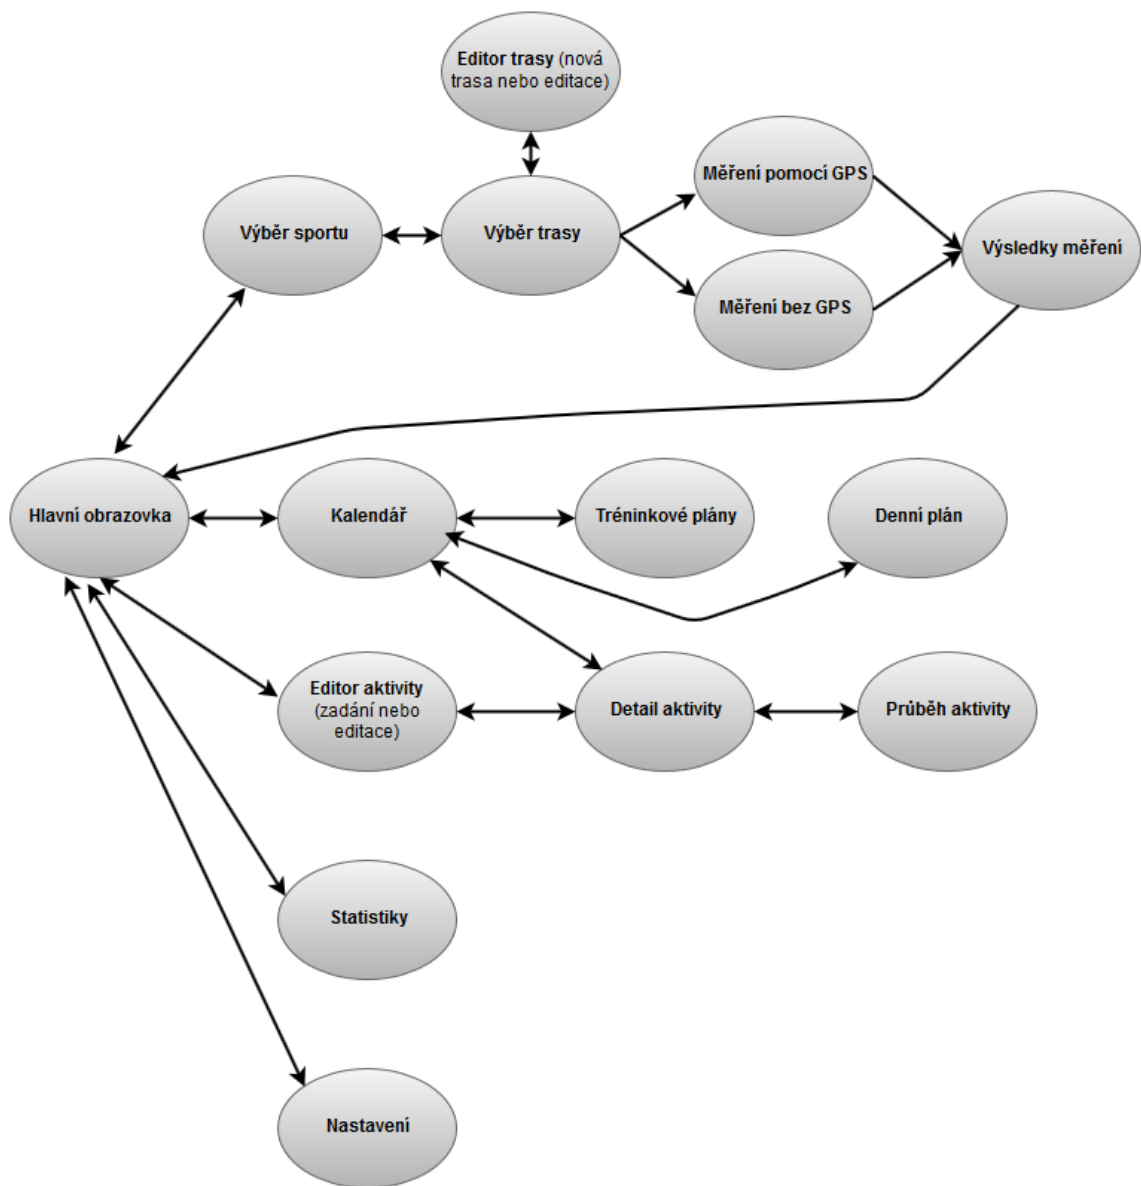 Editor trasy (nová
trasa nebo editace)
Měření pomocí GPS
Výběr sportu
Výběr trasy
Výsledky měření
Měření bez GPS
Hlavní obrazovka
Kalendář
Tréninkové plány
Denní plán
Editor aktivity
(zadání nebo
editace)
Detail aktivity
Průběh aktivity
Statistiky
Nastavení